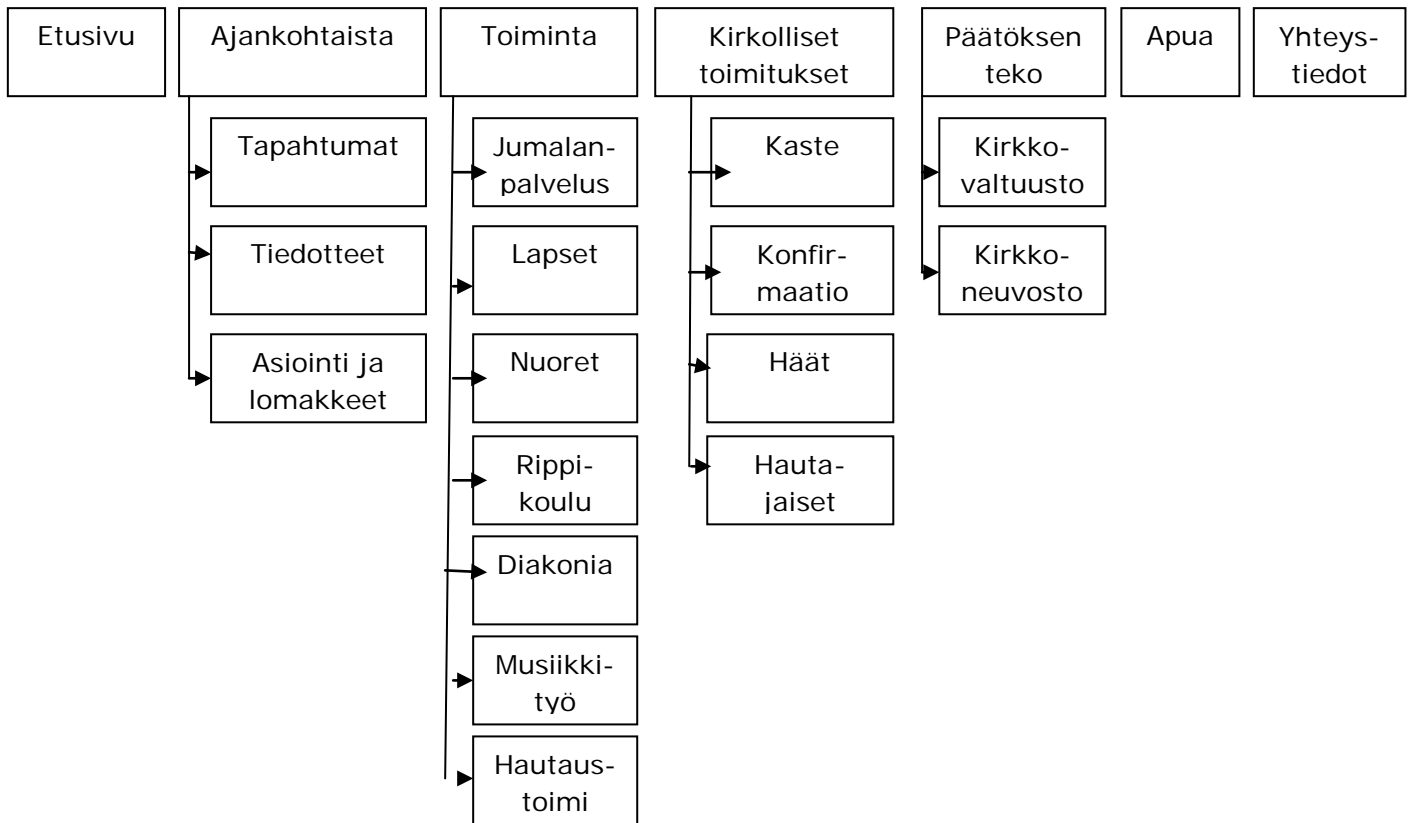 Etusivu
Ajankohtaista
Toiminta
Kirkolliset
toimitukset
Päätöksen
teko
Apua
Yhteys-
tiedot
Tapahtumat
Tiedotteet
Asiointi ja
lomakkeet
Jumalan-
palvelus
Lapset
Nuoret
Rippi-
koulu
Diakonia
Musiikki-
työ
Hautaus-
toimi
Kaste
Konfir-
maatio
Häät
Hauta-
jaiset
Kirkko-
valtuusto
Kirkko-
neuvosto